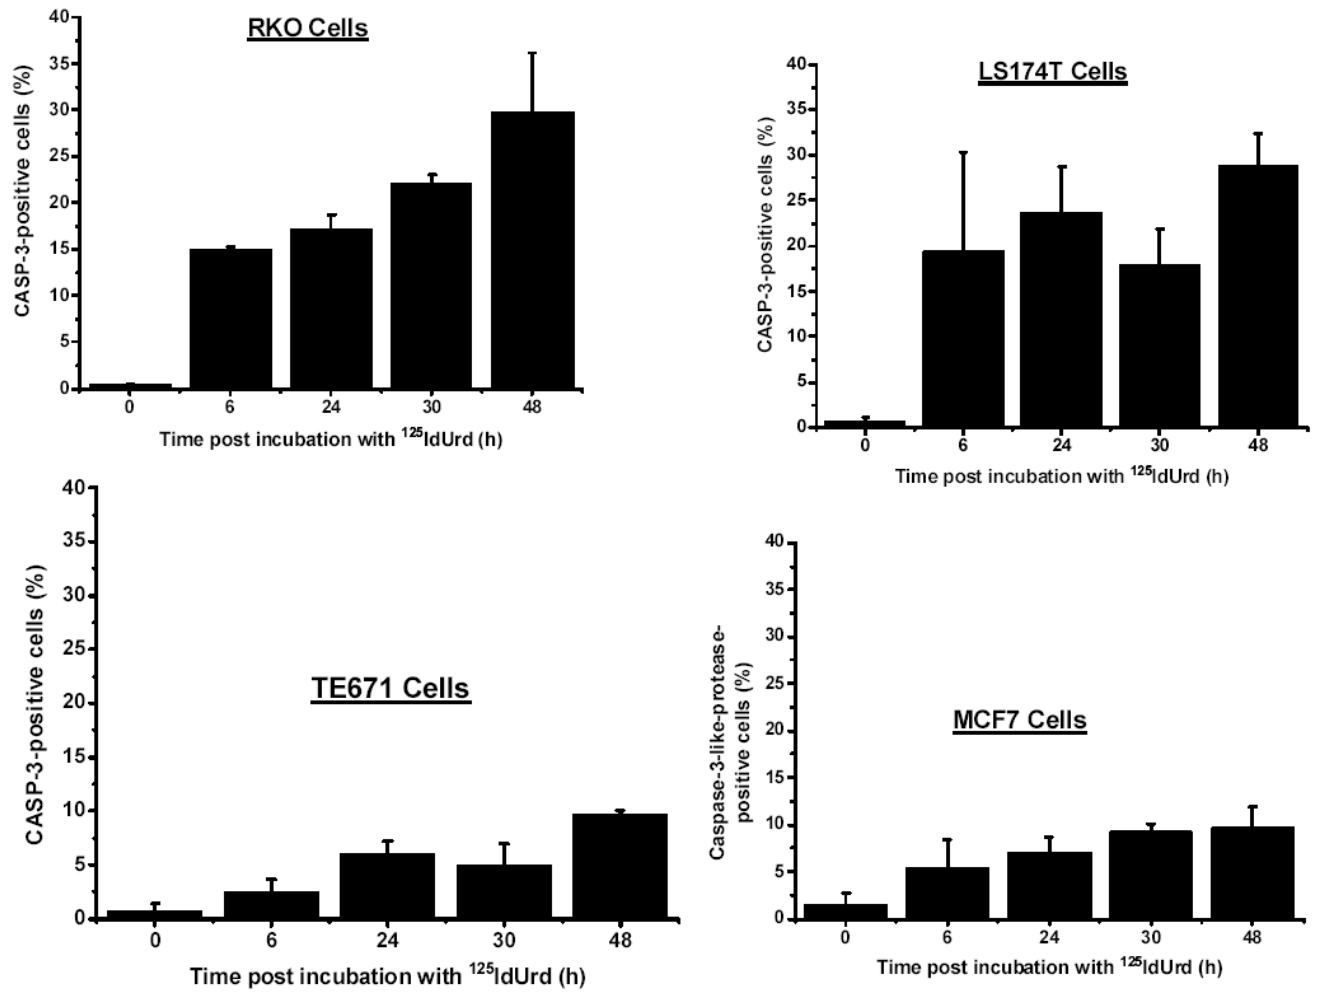 RKO Cells
CASP-3-positive cells (%)
40
35
30
25
20
15
10
5
0
0 6 24 30 48
Time post incubation with ¹²⁵IdUrd (h)
LS174T Cells
CASP-3-positive cells (%)
40
35
30
25
20
15
10
5
0
0 6 24 30 48
Time post incubation with ¹²⁵IdUrd (h)
TE671 Cells
CASP-3-positive cells (%)
40
35
30
25
20
15
10
5
0
0 6 24 30 48
Time post incubation with ¹²⁵IdUrd (h)
MCF7 Cells
Caspase-3-like-protease-
positive cells (%)
40
35
30
25
20
15
10
5
0
0 6 24 30 48
Time post incubation with ¹²⁵IdUrd (h)